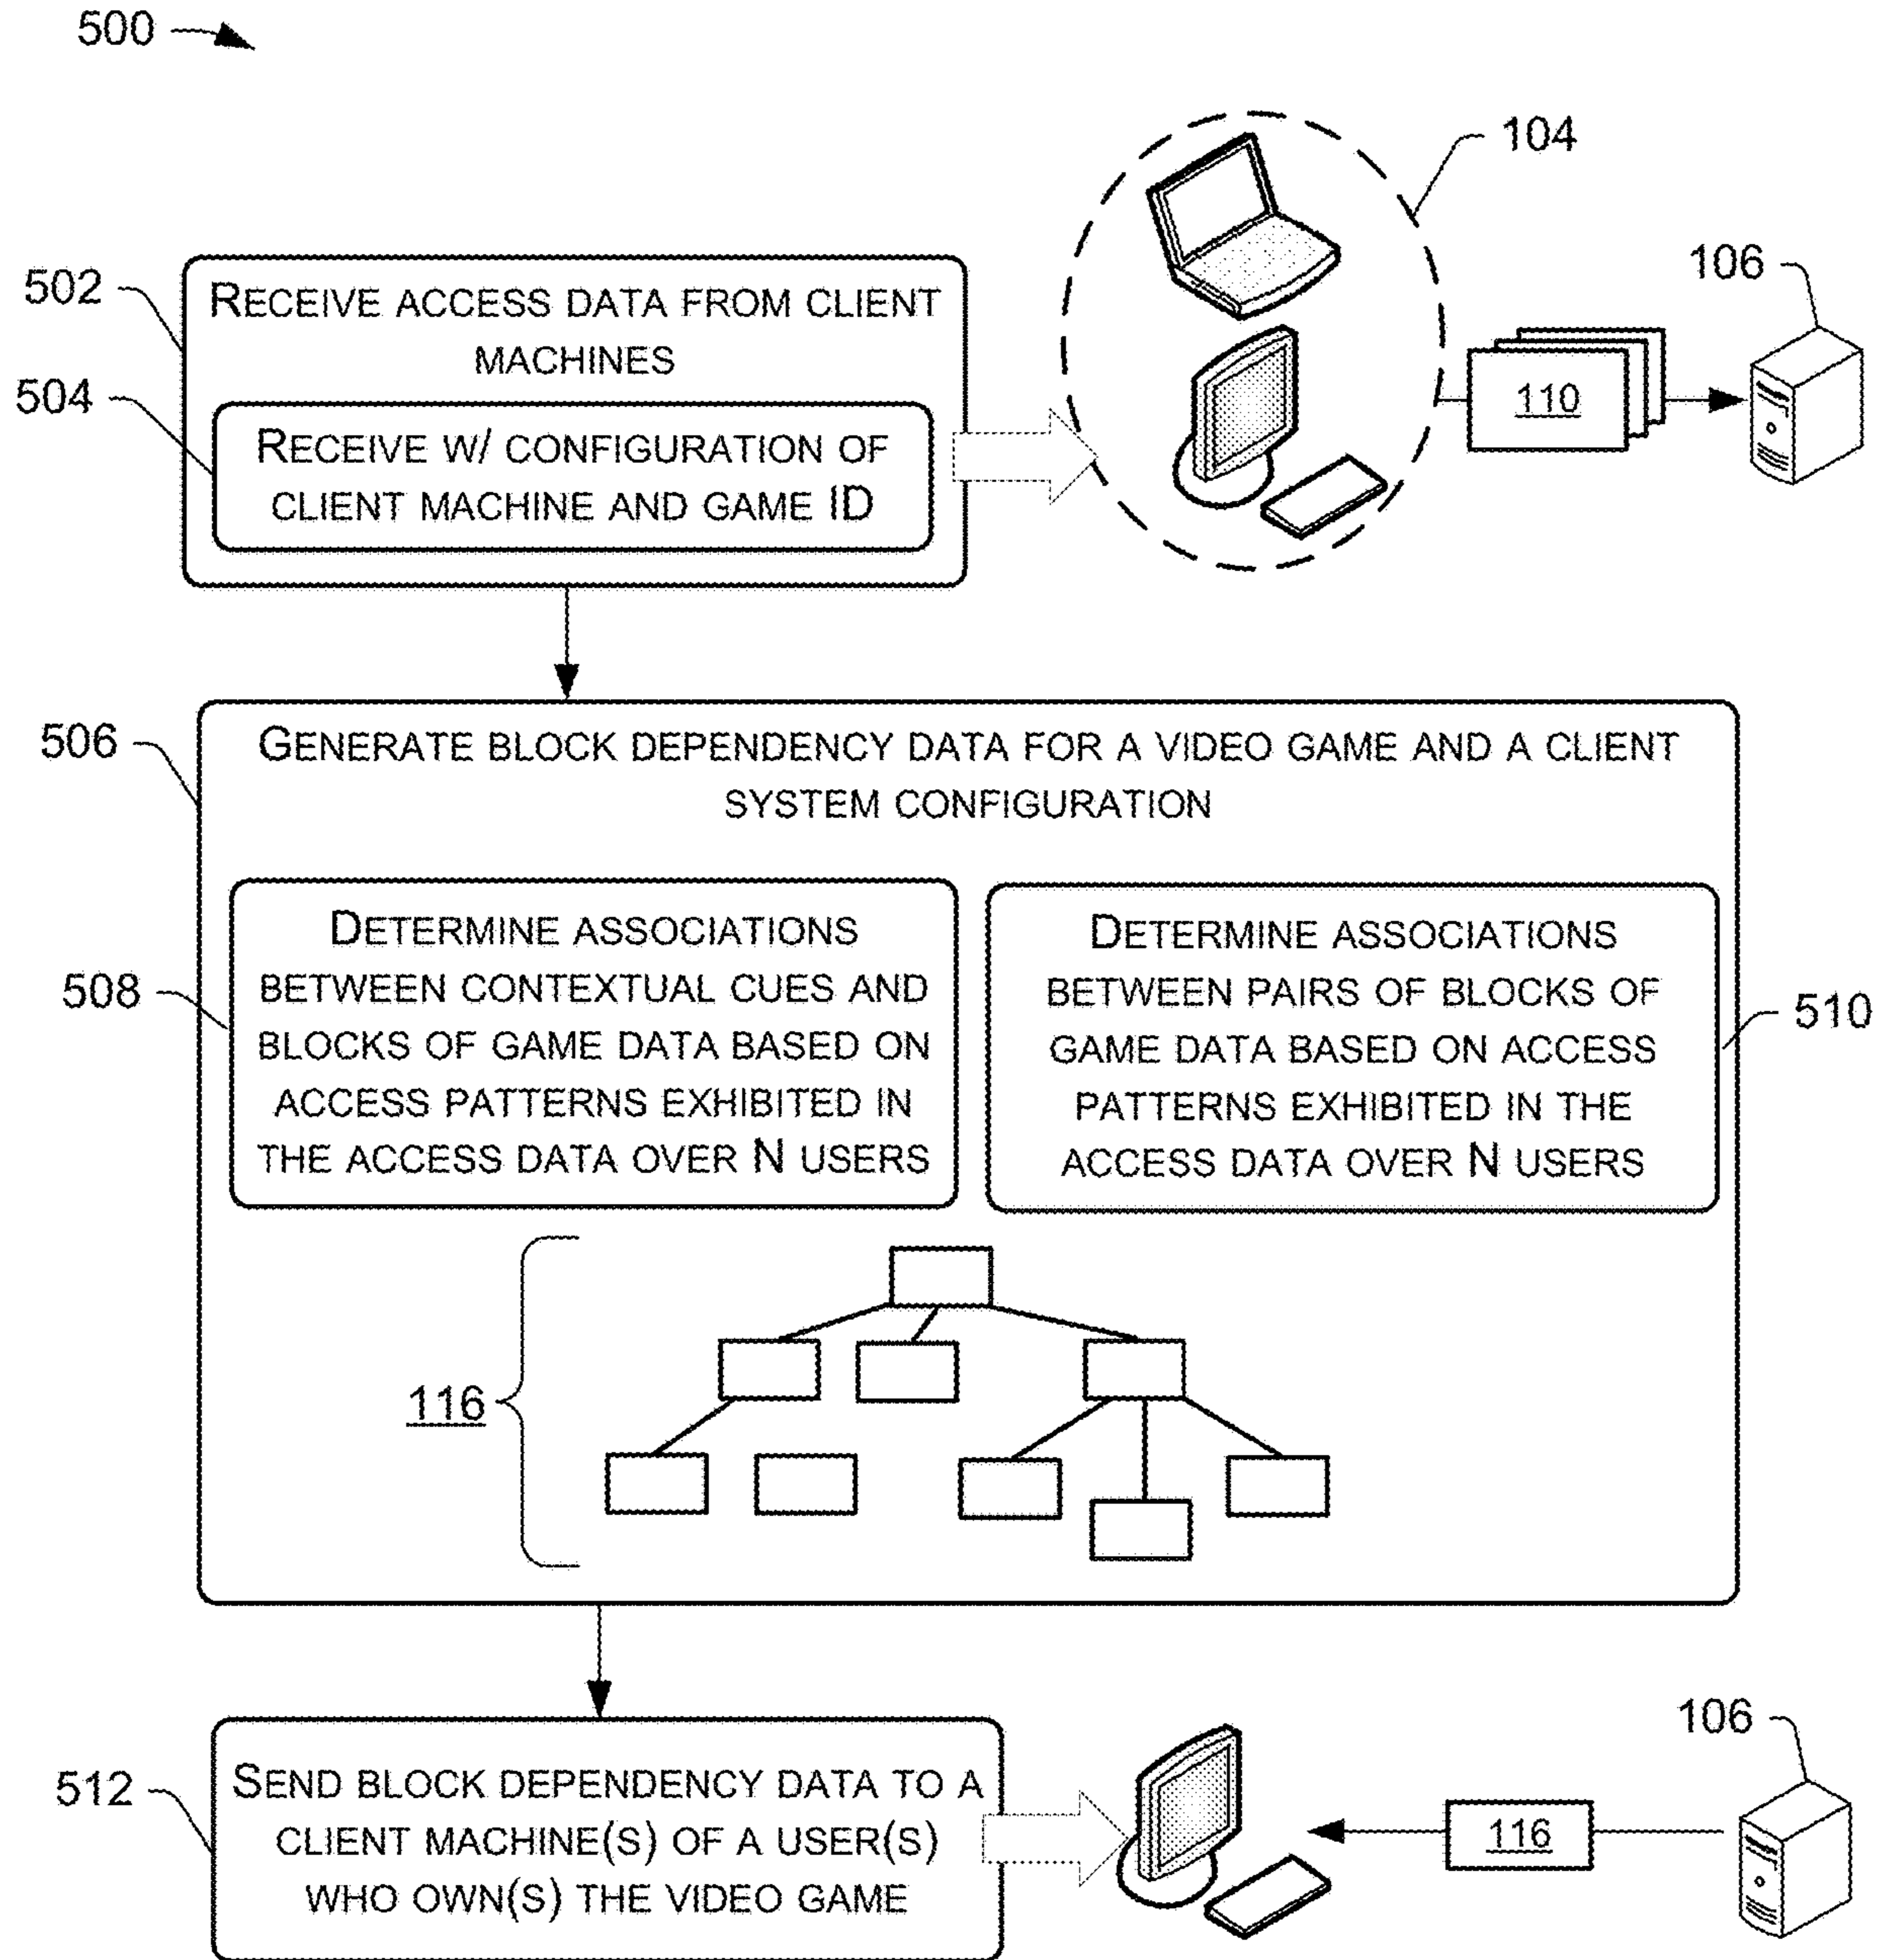 500
104
106
502
RECEIVE ACCESS DATA FROM CLIENT
MACHINES
504
RECEIVE W/ CONFIGURATION OF
CLIENT MACHINE AND GAME ID
110
506
GENERATE BLOCK DEPENDENCY DATA FOR A VIDEO GAME AND A CLIENT
SYSTEM CONFIGURATION
508
DETERMINE ASSOCIATIONS
BETWEEN CONTEXTUAL CUES AND
BLOCKS OF GAME DATA BASED ON
ACCESS PATTERNS EXHIBITED IN
THE ACCESS DATA OVER N USERS
DETERMINE ASSOCIATIONS
BETWEEN PAIRS OF BLOCKS OF
GAME DATA BASED ON ACCESS
PATTERNS EXHIBITED IN THE
ACCESS DATA OVER N USERS
510
116
512
SEND BLOCK DEPENDENCY DATA TO A
CLIENT MACHINE(S) OF A USER(S)
WHO OWN(S) THE VIDEO GAME
116
106